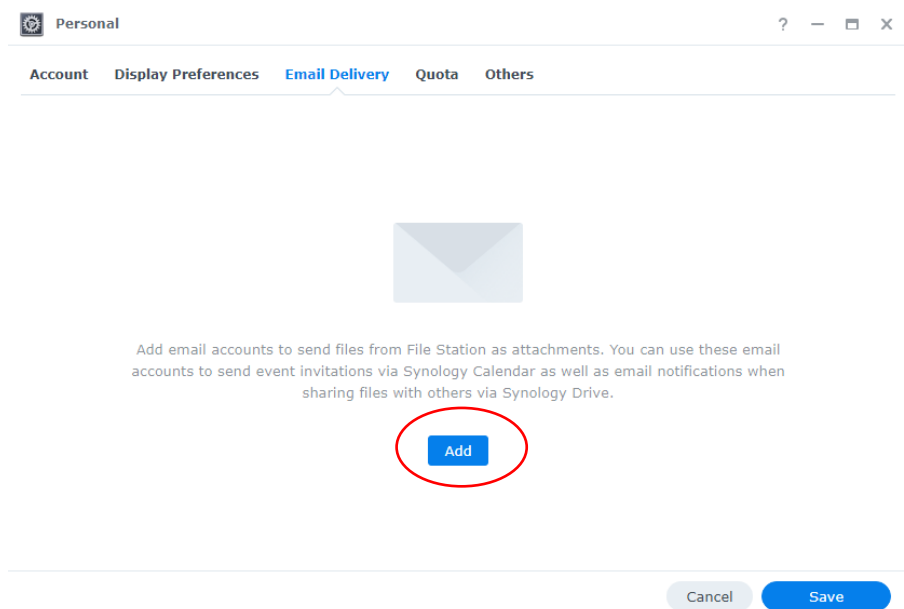 Personal
?
Account Display Preferences Email Delivery Quota Others
Add email accounts to send files from File Station as attachments. You can use these email
accounts to send event invitations via Synology Calendar as well as email notifications when
sharing files with others via Synology Drive.
Add
Cancel Save